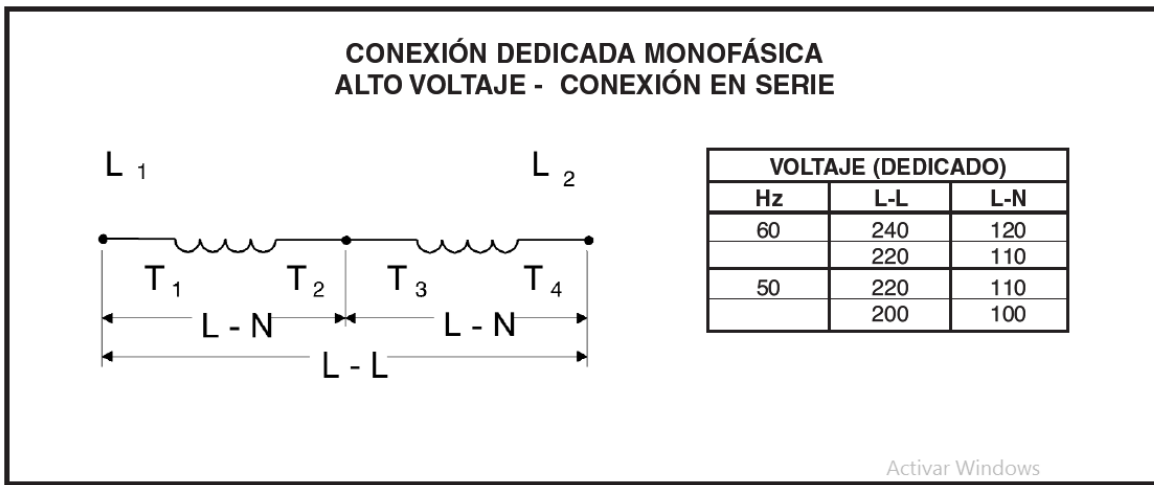 CONEXIÓN DEDICADA MONOFÁSICA
ALTO VOLTAJE - CONEXIÓN EN SERIE
L 1
L 2
T 1
T 2
T 3
T 4
L - N
L - N
L - L
VOLTAJE (DEDICADO)
Hz L-L L-N
60 240 120
220 110
50 220 110
200 100
Activar Windows